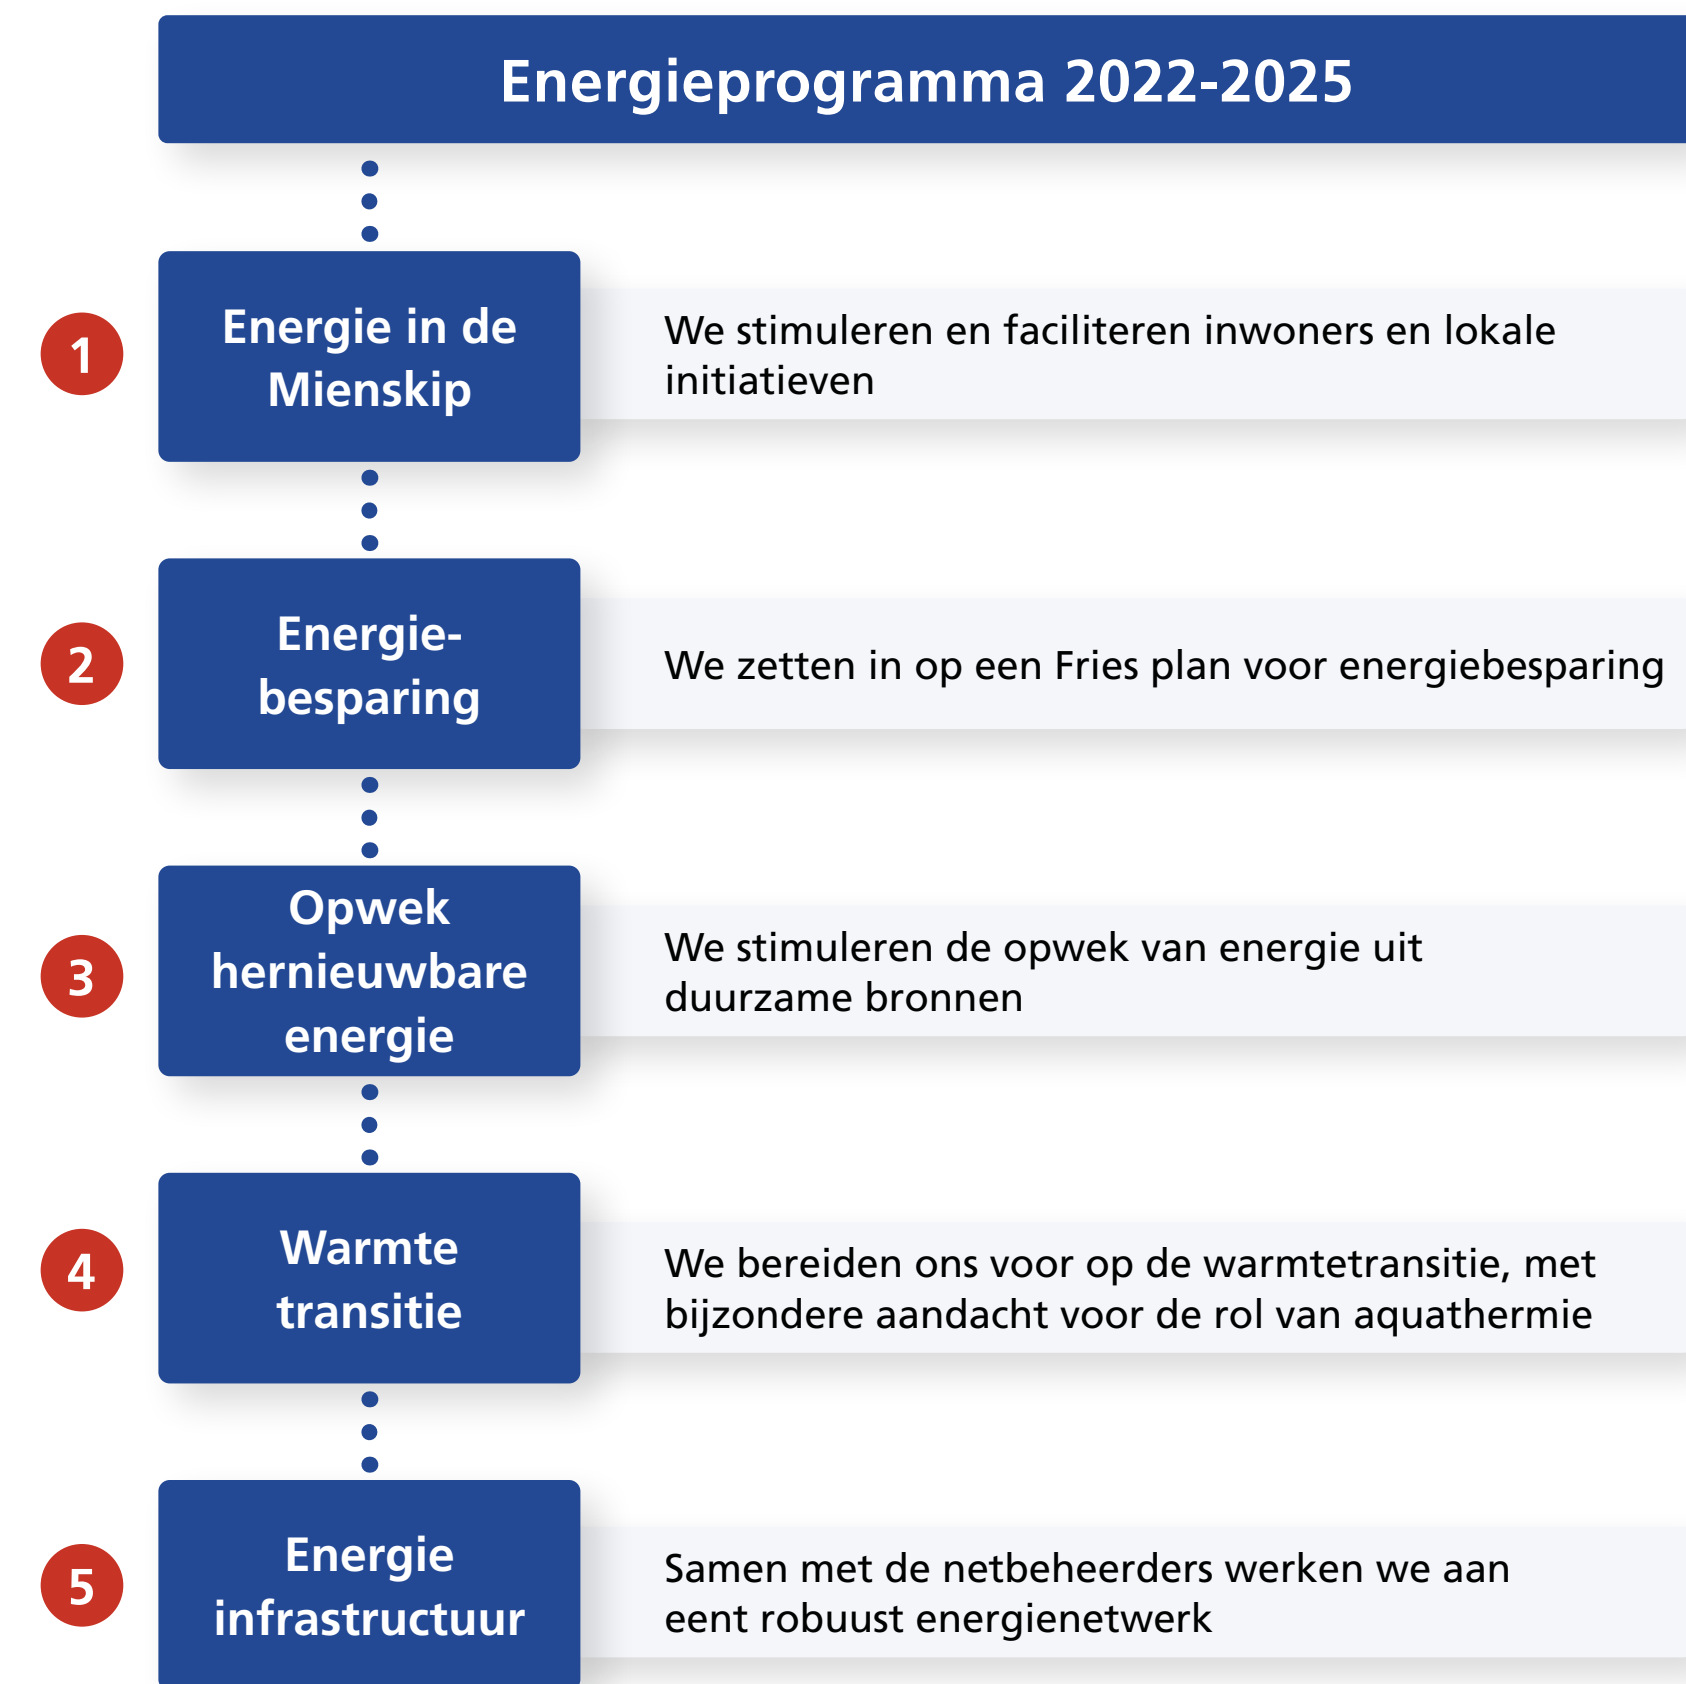 Energieprogramma 2022-2025
1
Energie in de
Mienskip
We stimuleren en faciliteren inwoners en lokale
initiatieven
2
Energie-
besparing
We zetten in op een Fries plan voor energiebesparing
3
Opwek
hernieuwbare
energie
We stimuleren de opwek van energie uit
duurzame bronnen
4
Warmte
transitie
We bereiden ons voor op de warmtetransitie, met
bijzondere aandacht voor de rol van aquathermie
5
Energie
infrastructuur
Samen met de netbeheerders werken we aan
eent robuust energienetwerk